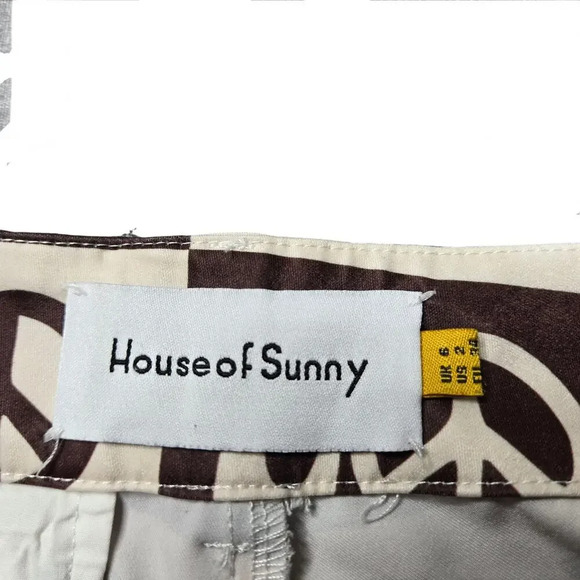 House of Sunny
UK 6
US 2
EU 34